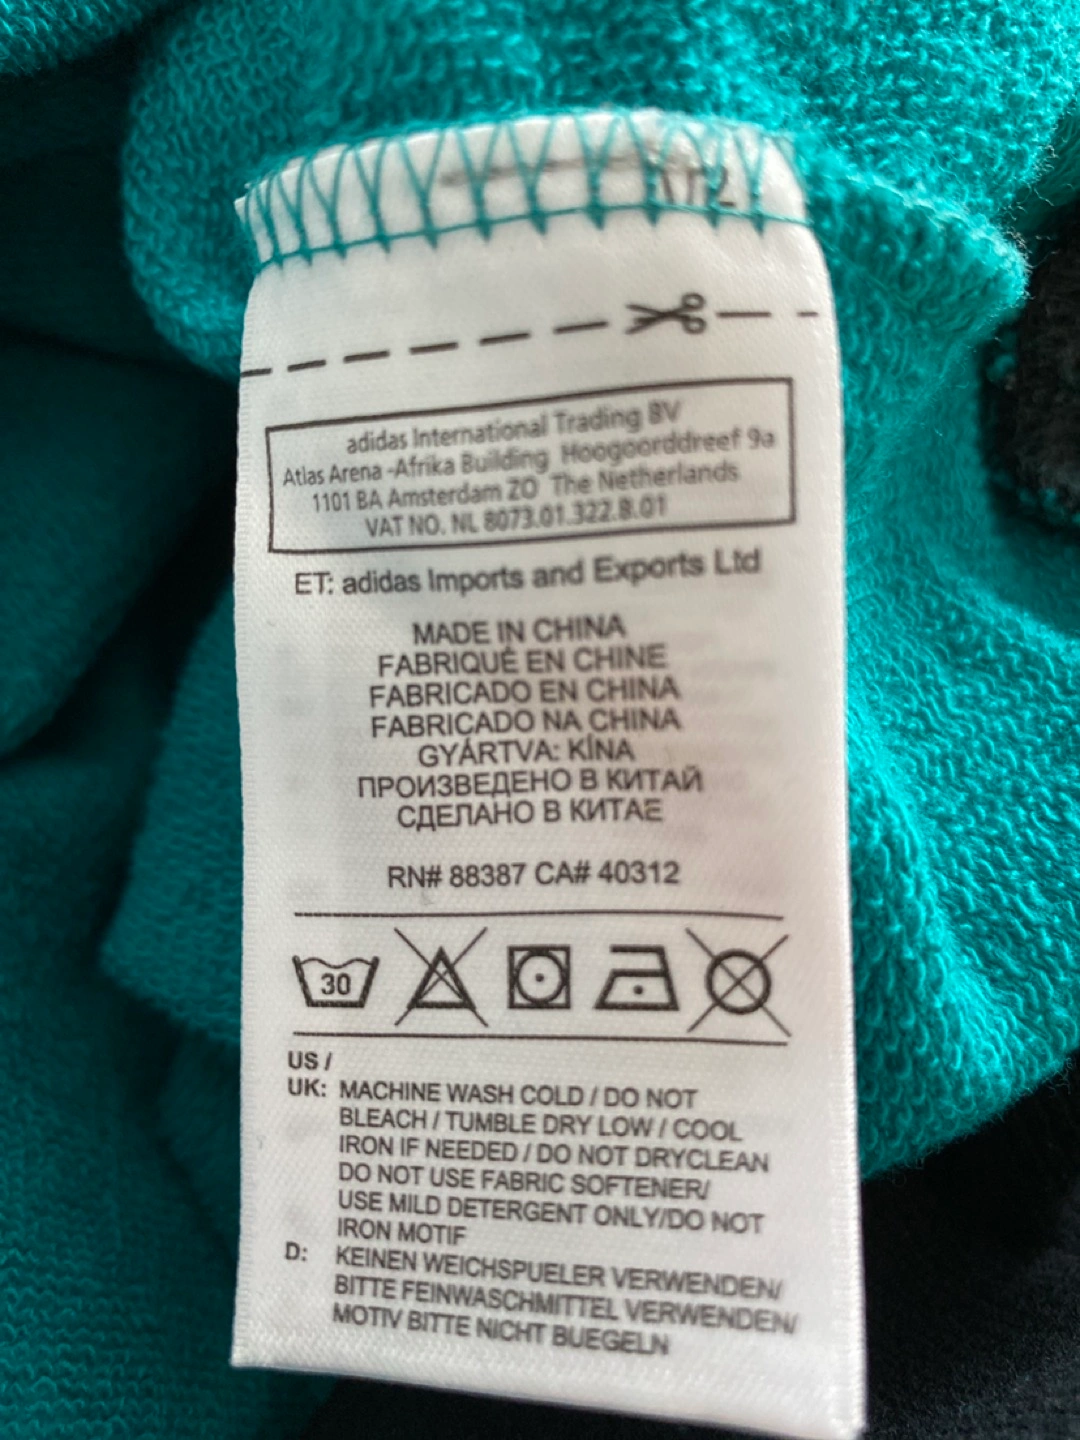 adidas International Trading BV
Atlas Arena -Afrika Building Hoogoorddreef 9a
1101 BA Amsterdam ZO The Netherlands
VAT NO. NL 8073.01.322.B.01
ET: adidas Imports and Exports Ltd
MADE IN CHINA
FABRIQUÉ EN CHINE
FABRICADO EN CHINA
FABRICADO NA CHINA
GYÁRTVA: KÍNA
ПРОИЗВЕДЕНО В КИТАЙ
СДЕЛАНО В КИТАЕ
RN# 88387 CA# 40312
30
US /
UK: MACHINE WASH COLD / DO NOT
BLEACH / TUMBLE DRY LOW / COOL
IRON IF NEEDED / DO NOT DRYCLEAN
DO NOT USE FABRIC SOFTENER/
USE MILD DETERGENT ONLY/DO NOT
IRON MOTIF
D: KEINEN WEICHSPUELER VERWENDEN/
BITTE FEINWASCHMITTEL VERWENDEN/
MOTIV BITTE NICHT BUEGELN